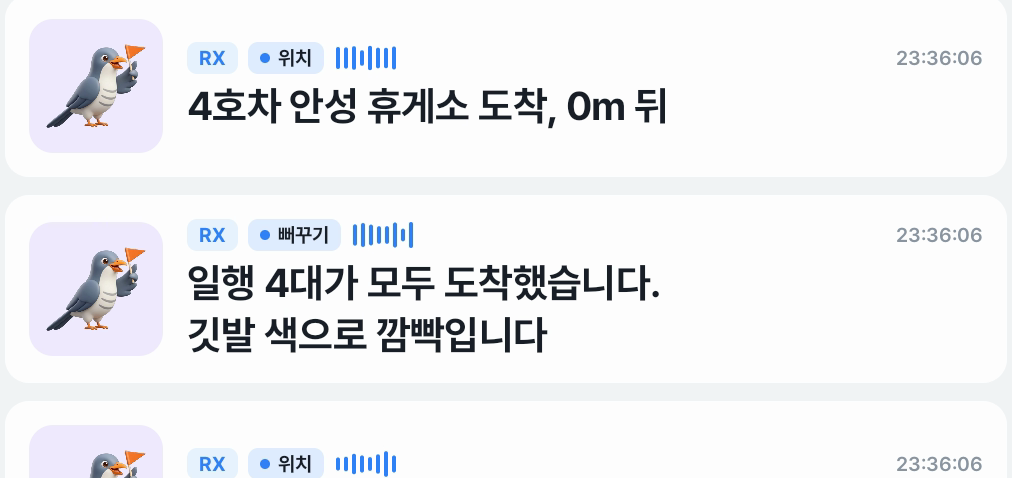 RX 위치 23:36:06
4호차 안성 휴게소 도착, 0m 뒤
RX 뻐꾸기 23:36:06
일행 4대가 모두 도착했습니다.
깃발 색으로 깜빡입니다
RX 위치 23:36:06